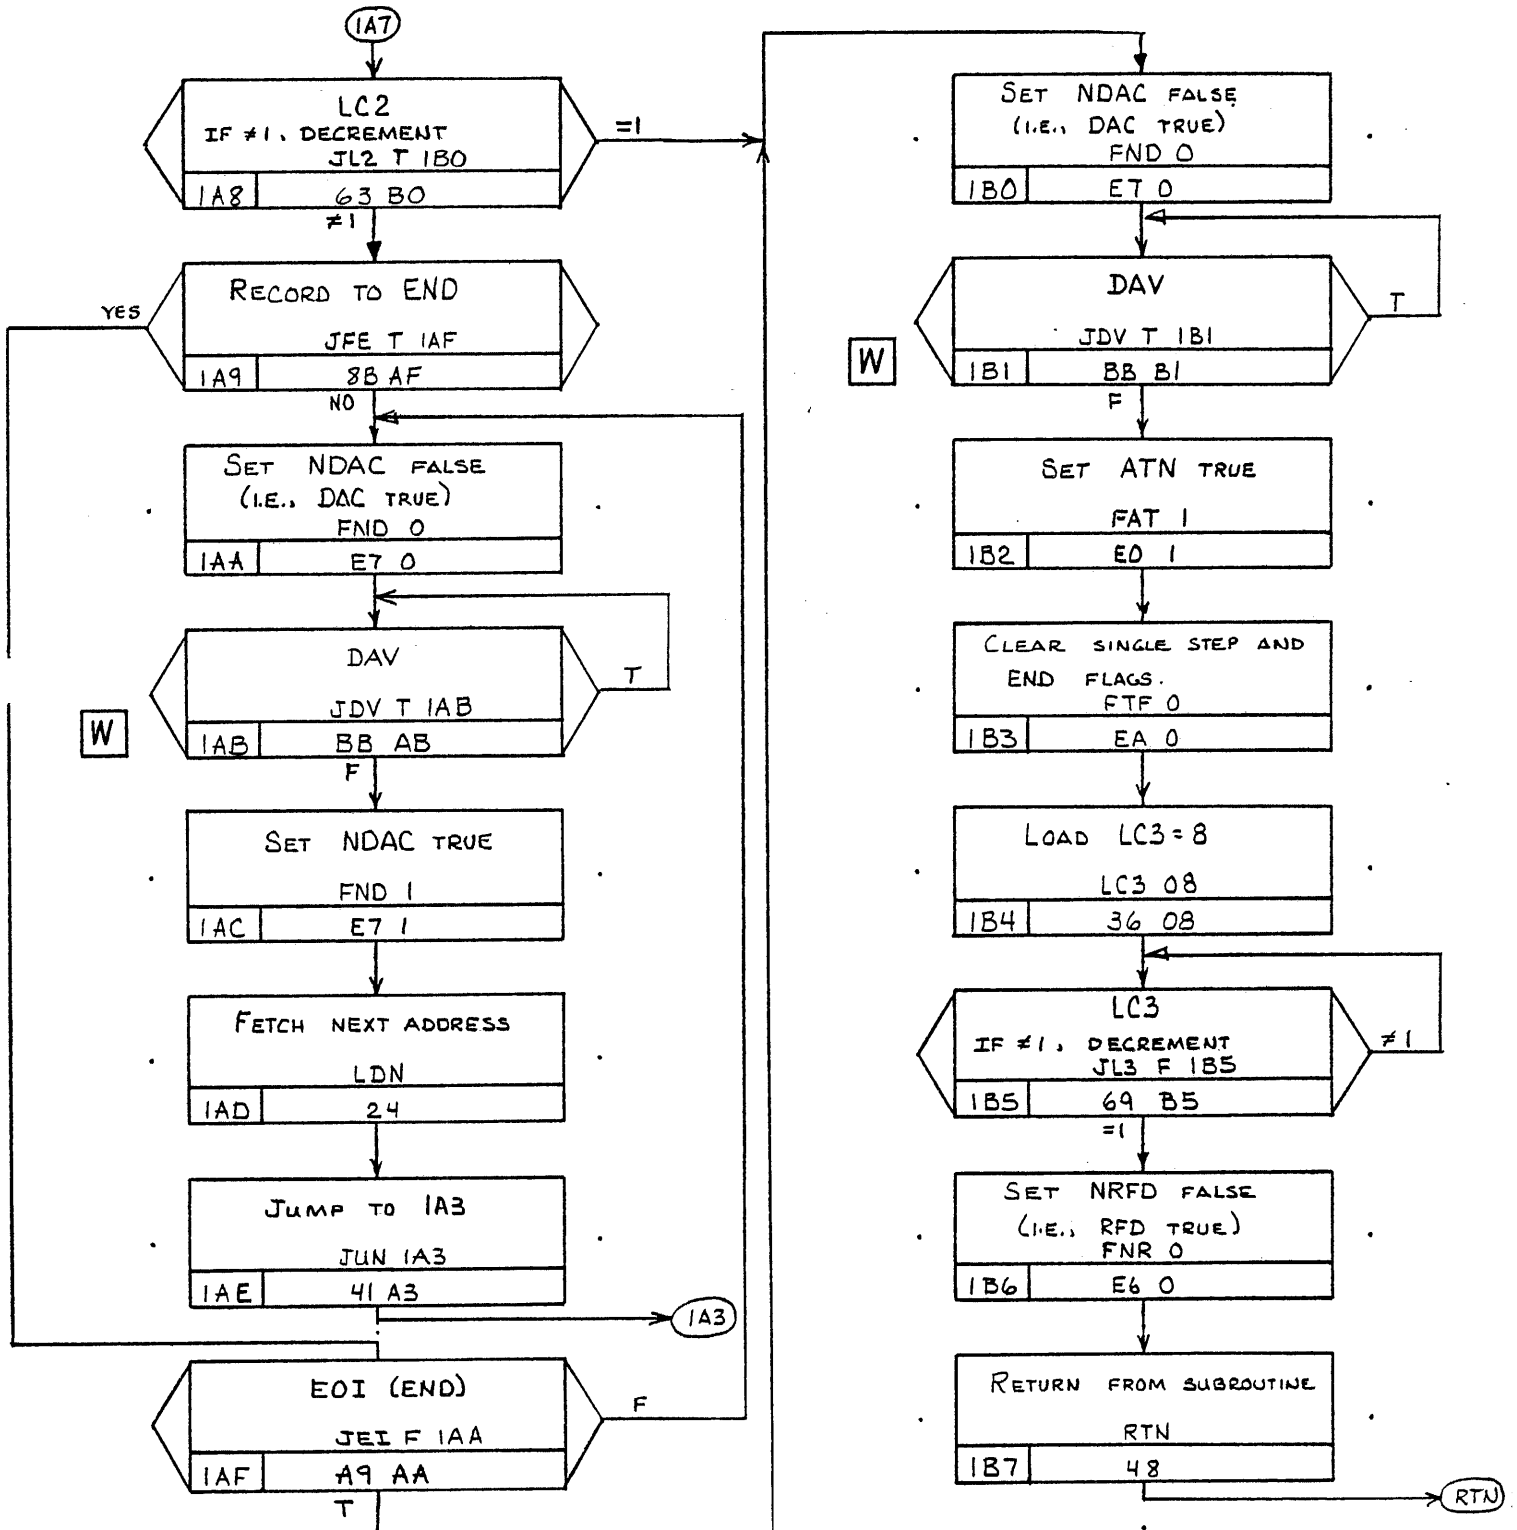 1A7
LC2
IF ≠1, DECREMENT
JL2 T 1B0
1A8 63 B0
=1
≠1
RECORD TO END
JFE T 1AF
1A9 8B AF
YES
NO
SET NDAC FALSE
(I.E., DAC TRUE)
FND 0
1AA E7 0
DAV
JDV T 1AB
1AB BB AB
T
W
F
SET NDAC TRUE
FND 1
1AC E7 1
FETCH NEXT ADDRESS
LDN
1AD 24
JUMP TO 1A3
JUN 1A3
1AE 41 A3
1A3
EOI (END)
JEI F 1AA
1AF A9 AA
F
T
SET NDAC FALSE
(I.E., DAC TRUE)
FND 0
1B0 E7 0
DAV
JDV T 1B1
1B1 BB B1
T
W
F
SET ATN TRUE
FAT 1
1B2 E0 1
CLEAR SINGLE STEP AND
END FLAGS.
FTF 0
1B3 EA 0
LOAD LC3=8
LC3 08
1B4 36 08
LC3
IF ≠1, DECREMENT
JL3 F 1B5
1B5 69 B5
≠1
=1
SET NRFD FALSE
(I.E., RFD TRUE)
FNR 0
1B6 E6 0
RETURN FROM SUBROUTINE
RTN
1B7 48
RTN